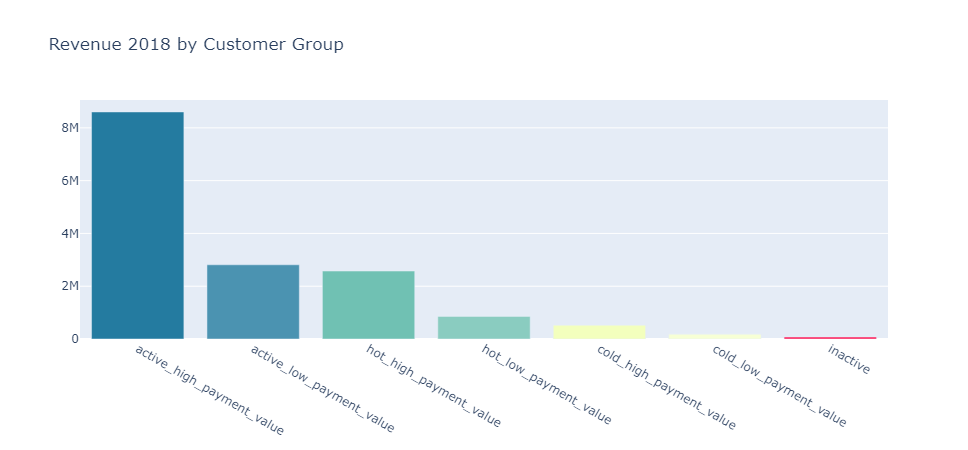 Revenue 2018 by Customer Group
8M
6M
4M
2M
0
active_high_payment_value
active_low_payment_value
hot_high_payment_value
hot_low_payment_value
cold_high_payment_value
cold_low_payment_value
inactive